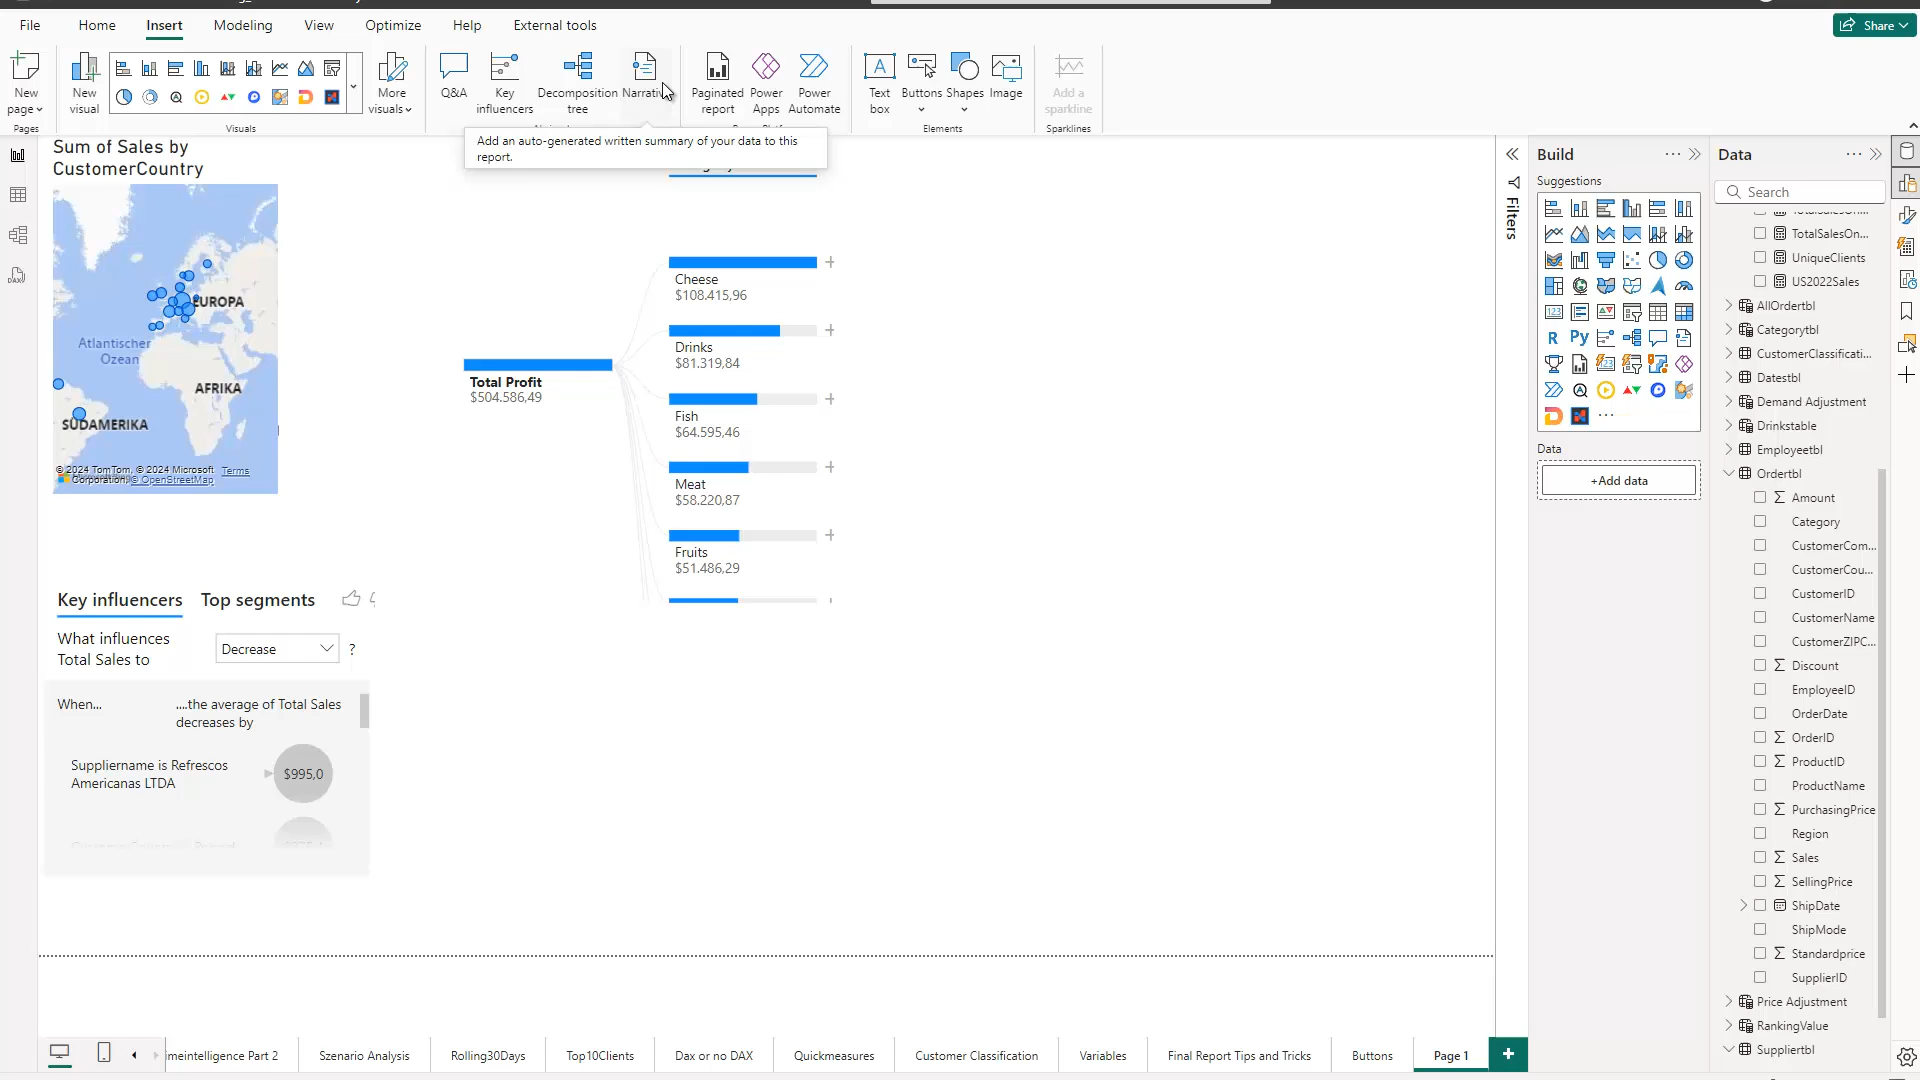 File Home Insert Modeling View Optimize Help External tools
Share
New page
New visual
More visuals
Q&A
Key influencers
Decomposition tree
Paginated report
Power Apps
Power Automate
Text box
Buttons
Shapes
Image
Add a sparkline
Pages
Visuals
Elements
Sparklines
Add an auto-generated written summary of your data to this
report.
Sum of Sales by
CustomerCountry
EUROPA
Atlantischer
Ozean
AFRIKA
SÜDAMERIKA
© 2024 TomTom, © 2024 Microsoft
Corporation, © OpenStreetMap
Terms
Total Profit
$504.586,49
Cheese
$108.415,96
Drinks
$81.319,84
Fish
$64.595,46
Meat
$58.220,87
Fruits
$51.486,29
Key influencers Top segments
What influences
Total Sales to
Decrease
?
When...
....the average of Total Sales
decreases by
Suppliername is Refrescos
Americanas LTDA
$995,0
Filters
Build
Suggestions
R Py
123
Data
+Add data
Data
Search
TotalSalesOn...
UniqueClients
US2022Sales
AllOrdertbl
Categorytbl
CustomerClassificati...
Datestbl
Demand Adjustment
Drinkstable
Employeetbl
Ordertbl
Amount
Category
CustomerCom...
CustomerCou...
CustomerID
CustomerName
CustomerZIPC...
Discount
EmployeeID
OrderDate
OrderID
ProductID
ProductName
PurchasingPrice
Region
Sales
SellingPrice
ShipDate
ShipMode
Standardprice
SupplierID
Price Adjustment
RankingValue
Suppliertbl
imeintelligence Part 2 Szenario Analysis Rolling30Days Top10Clients Dax or no DAX Quickmeasures Customer Classification Variables Final Report Tips and Tricks Buttons Page 1